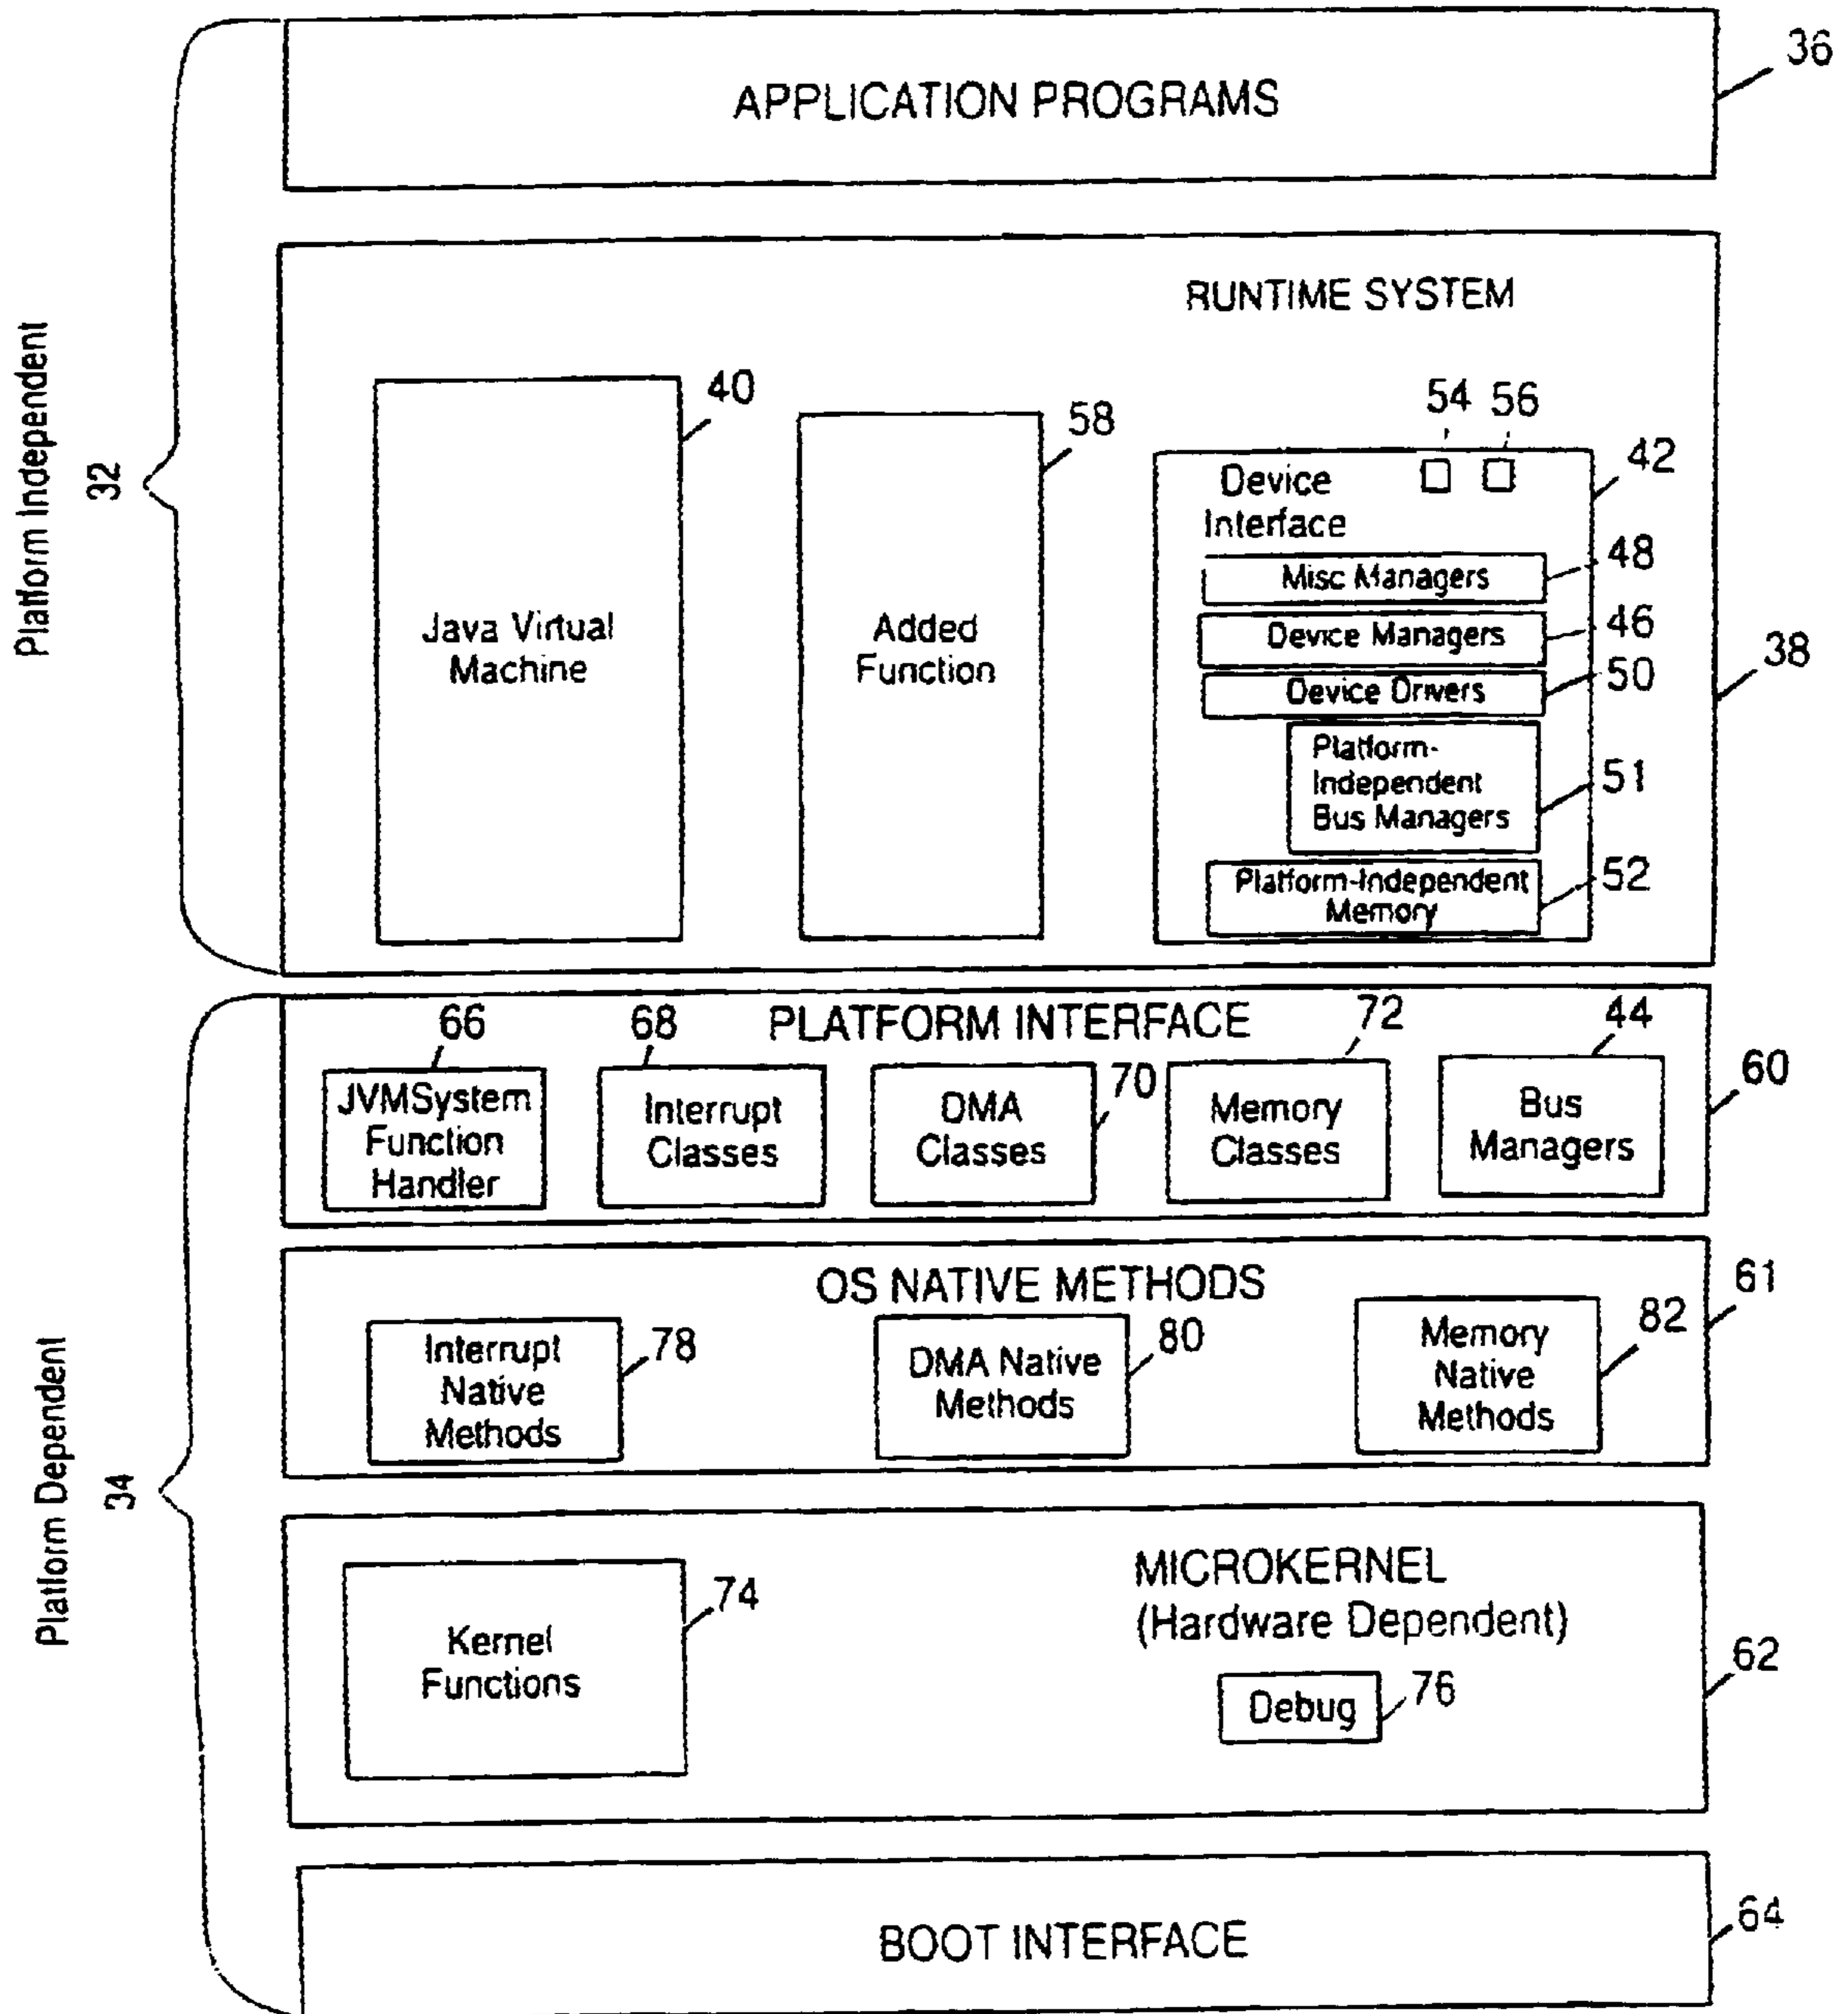 36
APPLICATION PROGRAMS
Platform Independent
32
RUNTIME SYSTEM
38
40
Java Virtual
Machine
58
Added
Function
54 56
42
Device
Interface
Misc Managers
48
Device Managers
46
Device Drivers
50
Platform-
Independent
Bus Managers
51
Platform-Independent
Memory
52
Platform Dependent
34
PLATFORM INTERFACE
60
66
JVMSystem
Function
Handler
68
Interrupt
Classes
70
DMA
Classes
72
Memory
Classes
44
Bus
Managers
OS NATIVE METHODS
61
Interrupt
Native
Methods
78
DMA Native
Methods
80
Memory
Native
Methods
82
MICROKERNEL
(Hardware Dependent)
62
Kernel
Functions
74
Debug
76
BOOT INTERFACE
64